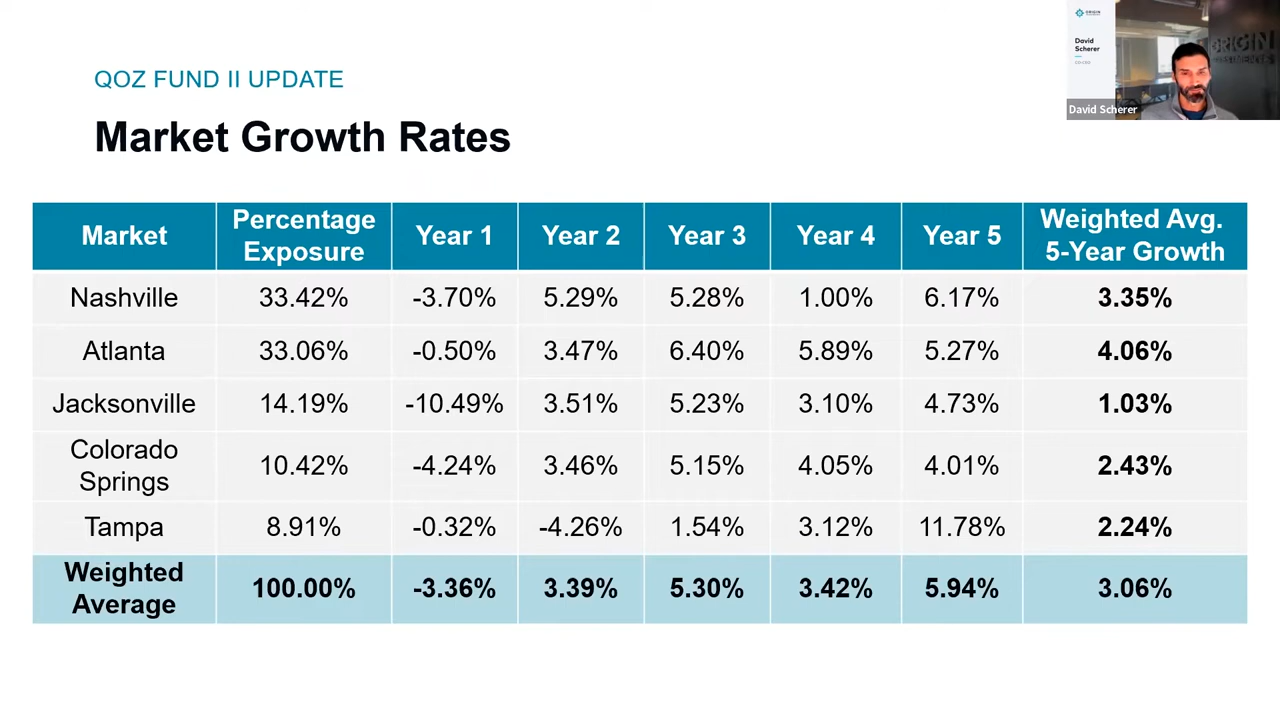 QOZ FUND II UPDATE
Market Growth Rates
ORIGIN
David
Scherer
CO-CEO
ORIGIN
INVESTMENTS
David Scherer
Market Percentage Exposure Year 1 Year 2 Year 3 Year 4 Year 5 Weighted Avg. 5-Year Growth
Nashville 33.42% -3.70% 5.29% 5.28% 1.00% 6.17% 3.35%
Atlanta 33.06% -0.50% 3.47% 6.40% 5.89% 5.27% 4.06%
Jacksonville 14.19% -10.49% 3.51% 5.23% 3.10% 4.73% 1.03%
Colorado Springs 10.42% -4.24% 3.46% 5.15% 4.05% 4.01% 2.43%
Tampa 8.91% -0.32% -4.26% 1.54% 3.12% 11.78% 2.24%
Weighted Average 100.00% -3.36% 3.39% 5.30% 3.42% 5.94% 3.06%